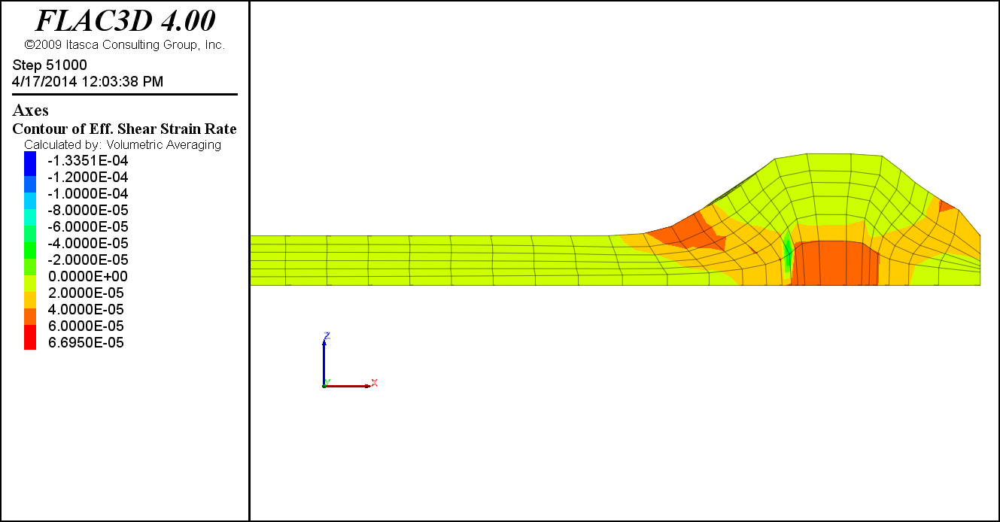 FLAC3D 4.00
©2009 Itasca Consulting Group, Inc.
Step 51000
4/17/2014 12:03:38 PM
Axes
Contour of Eff. Shear Strain Rate
Calculated by: Volumetric Averaging
-1.3351E-04
-1.2000E-04
-1.0000E-04
-8.0000E-05
-6.0000E-05
-4.0000E-05
-2.0000E-05
0.0000E+00
2.0000E-05
4.0000E-05
6.0000E-05
6.6950E-05
Z
Y
X